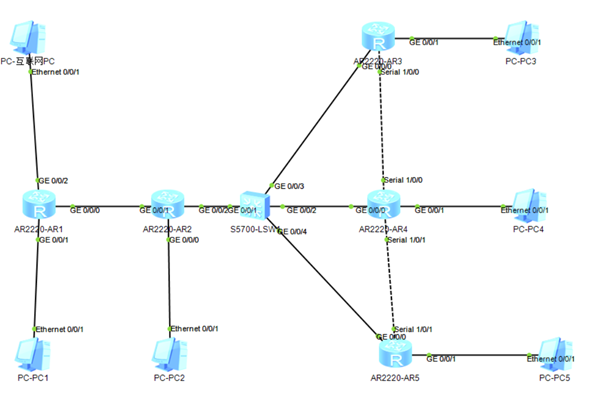 PC-互联网PC
Ethernet 0/0/1
GE 0/0/2
GE 0/0/0
AR2220-AR1
GE 0/0/1
Ethernet 0/0/1
PC-PC1
GE 0/0/1
GE 0/0/2
AR2220-AR2
GE 0/0/0
Ethernet 0/0/1
PC-PC2
GE 0/0/1
GE 0/0/3
GE 0/0/2
S5700-LSW1
GE 0/0/4
AR2220-AR3
GE 0/0/1
GE 0/0/0
Serial 1/0/0
Ethernet 0/0/1
PC-PC3
Serial 1/0/0
GE 0/0/0
GE 0/0/1
AR2220-AR4
Serial 1/0/1
Ethernet 0/0/1
PC-PC4
Serial 1/0/1
GE 0/0/0
GE 0/0/1
AR2220-AR5
Ethernet 0/0/1
PC-PC5